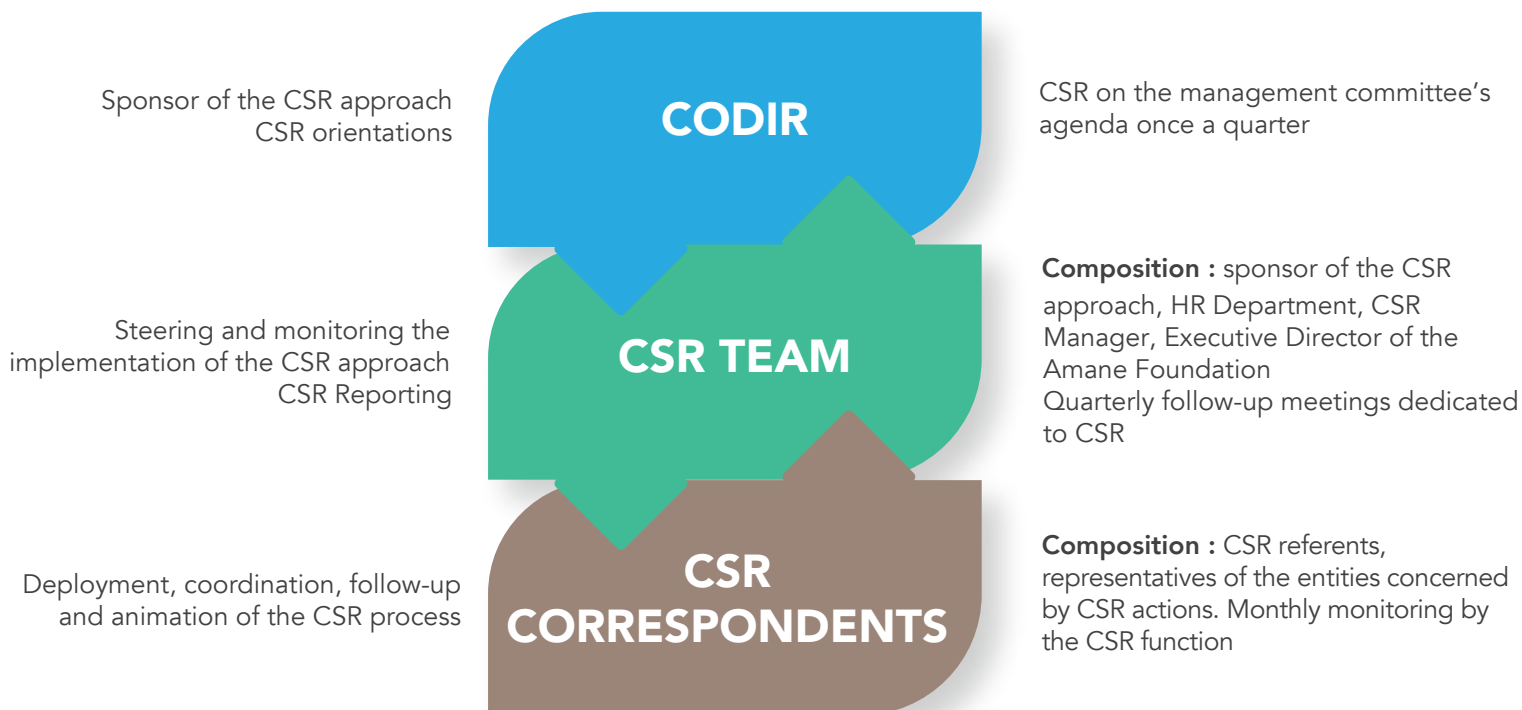 Sponsor of the CSR approach
CSR orientations
CODIR
CSR on the management committee's
agenda once a quarter
Steering and monitoring the
implementation of the CSR approach
CSR Reporting
CSR TEAM
Composition : sponsor of the CSR
approach, HR Department, CSR
Manager, Executive Director of the
Amane Foundation
Quarterly follow-up meetings dedicated
to CSR
Deployment, coordination, follow-up
and animation of the CSR process
CSR
CORRESPONDENTS
Composition : CSR referents,
representatives of the entities concerned
by CSR actions. Monthly monitoring by
the CSR function